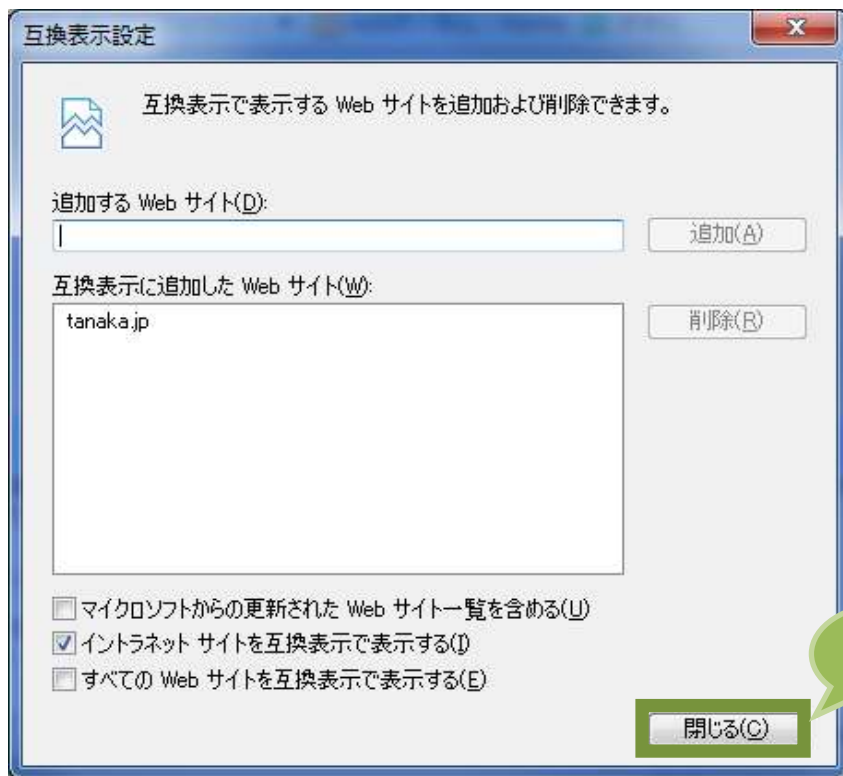 互換表示設定
互換表示で表示する Web サイトを追加および削除できます。
追加する Web サイト(D):
追加(A)
互換表示に追加した Web サイト(W):
tanaka.jp
削除(R)
マイクロソフトからの更新された Web サイト一覧を含める(U)
イントラネット サイトを互換表示で表示する(I)
すべての Web サイトを互換表示で表示する(E)
閉じる(C)